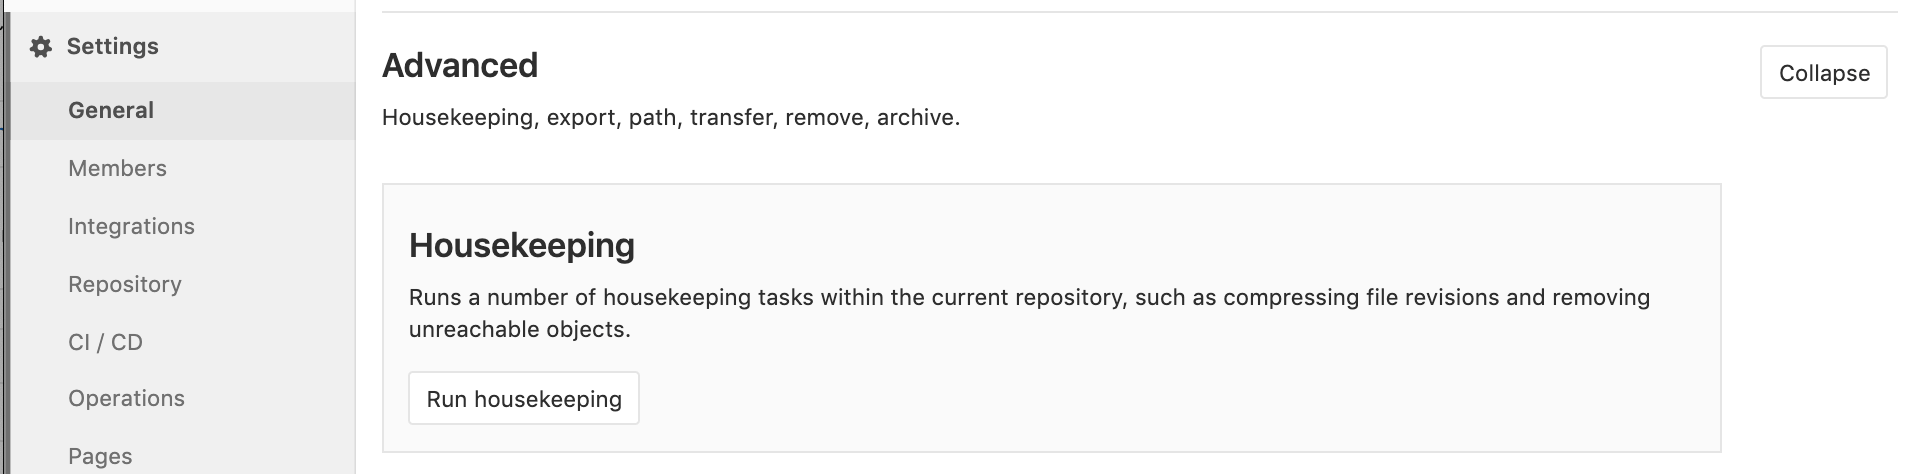 Settings
General
Members
Integrations
Repository
CI / CD
Operations
Pages
Advanced
Collapse
Housekeeping, export, path, transfer, remove, archive.
Housekeeping
Runs a number of housekeeping tasks within the current repository, such as compressing file revisions and removing
unreachable objects.
Run housekeeping